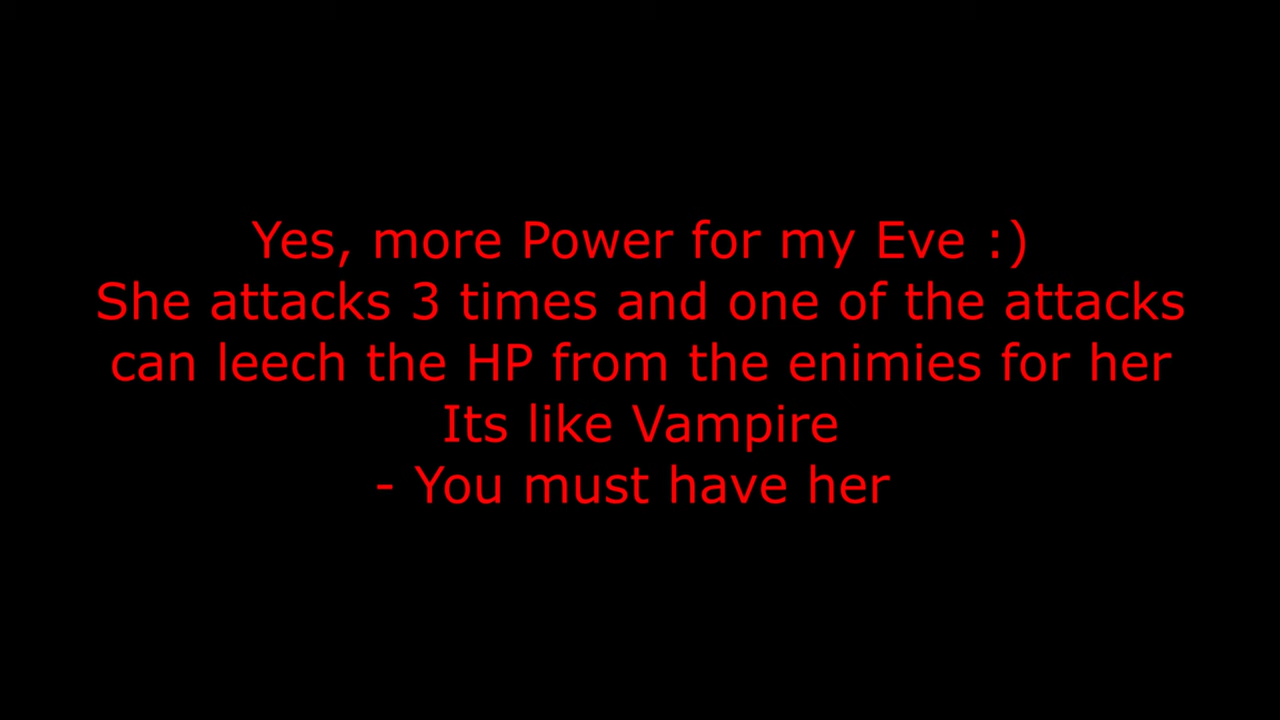 Yes, more Power for my Eve :)
She attacks 3 times and one of the attacks
can leech the HP from the enimies for her
Its like Vampire
- You must have her